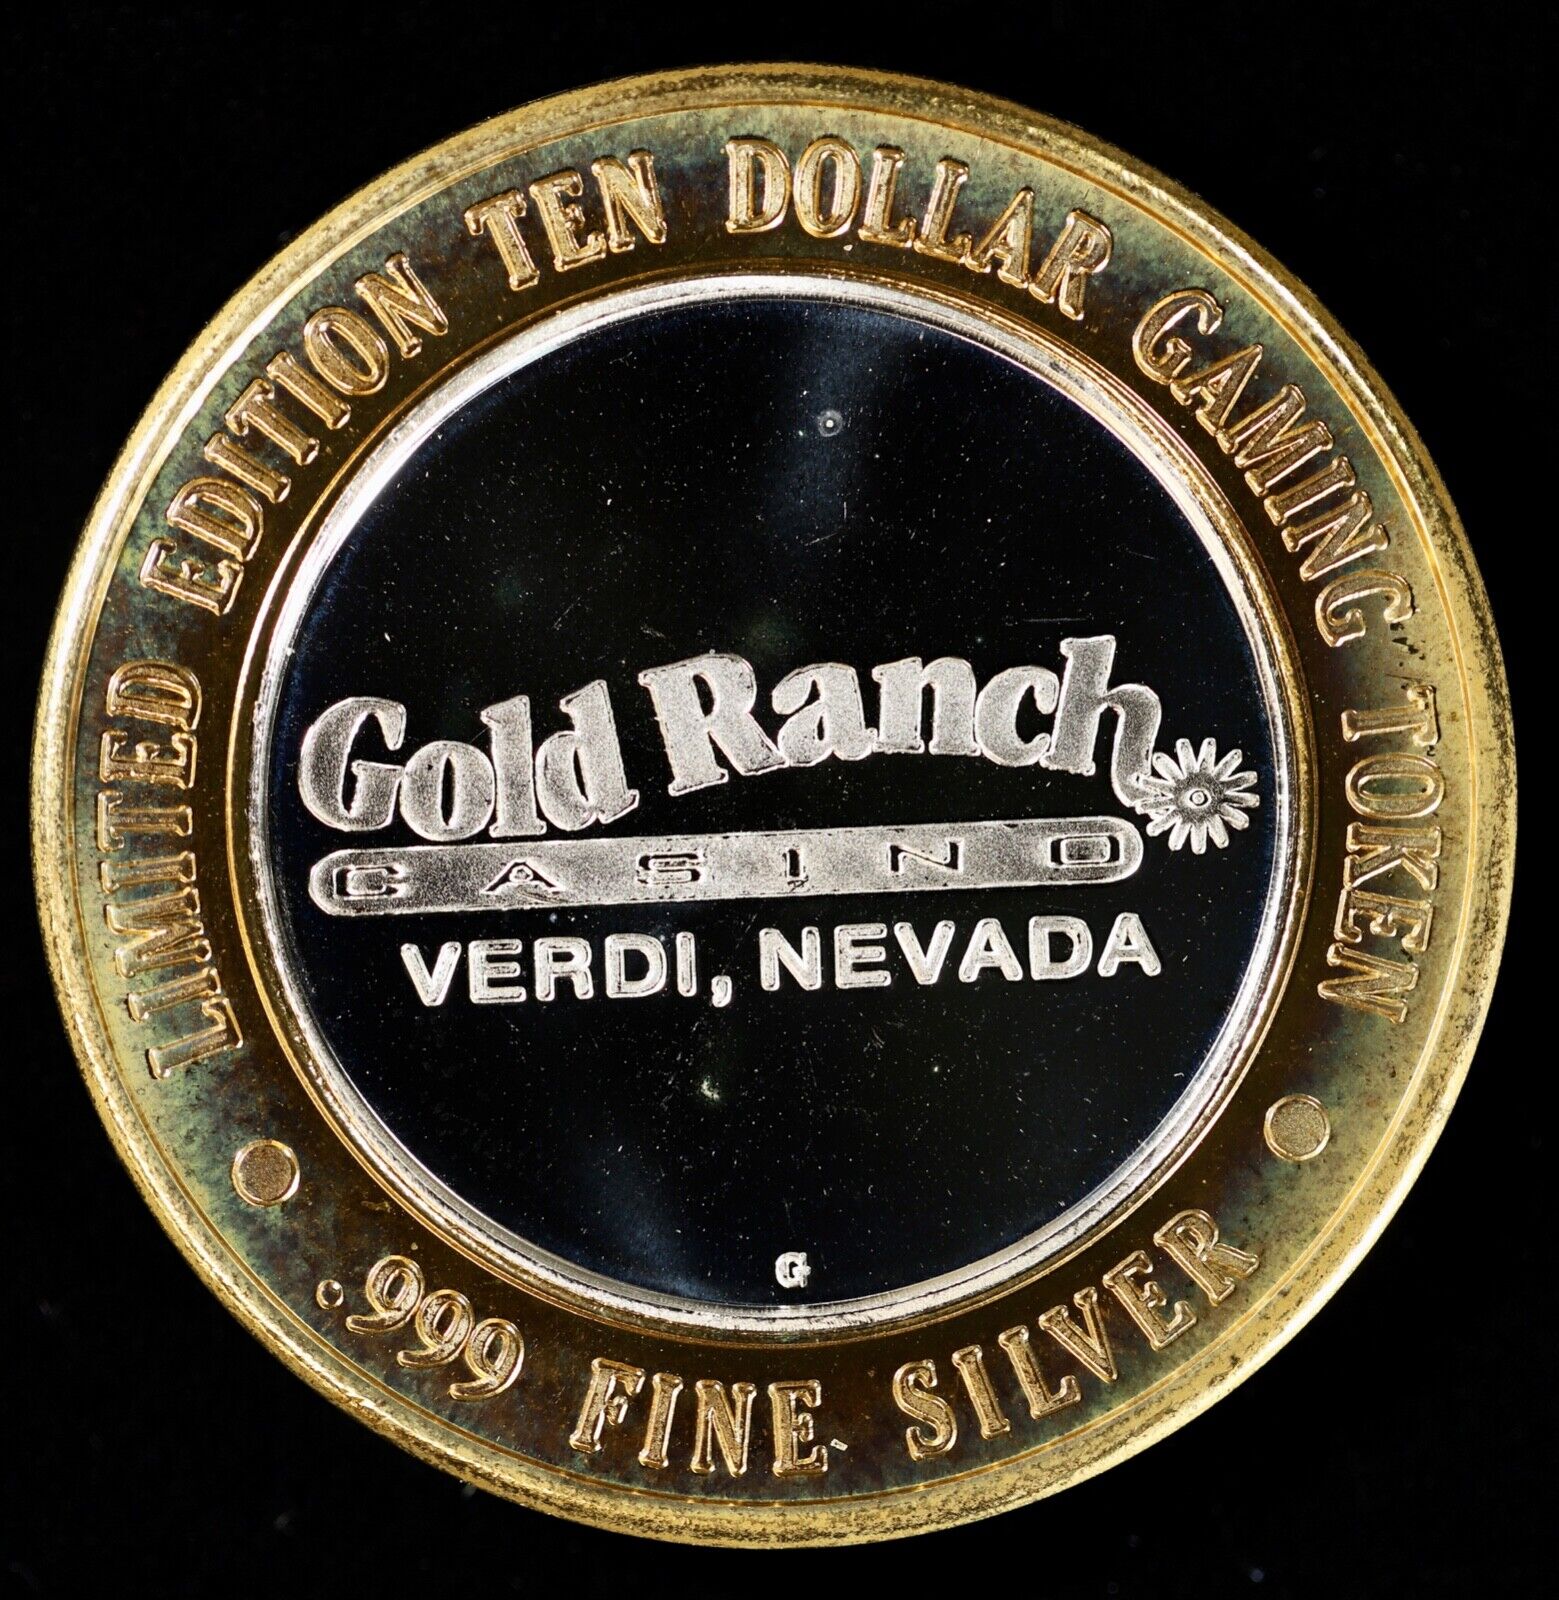 LIMITED EDITION TEN DOLLAR GAMING TOKEN
Gold Ranch
CASINO
VERDI, NEVADA
G
.999 FINE SILVER